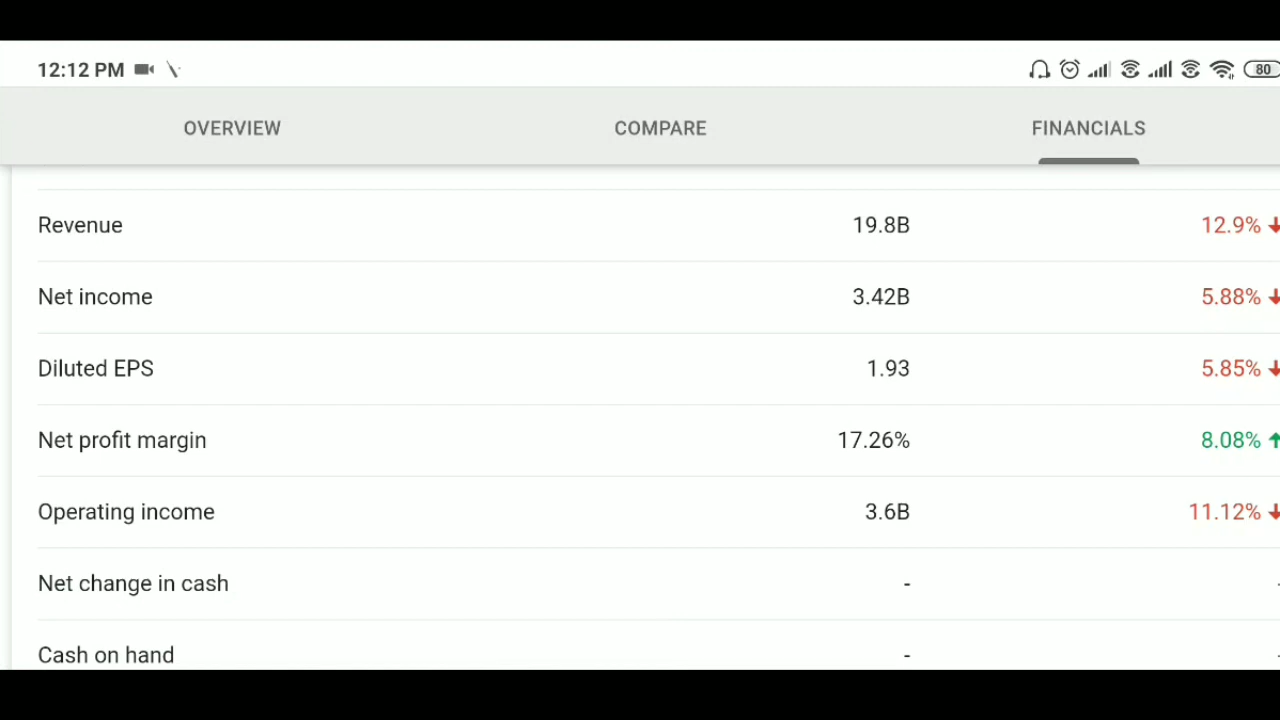 12:12 PM 80
OVERVIEW COMPARE FINANCIALS
Revenue 19.8B 12.9%
Net income 3.42B 5.88%
Diluted EPS 1.93 5.85%
Net profit margin 17.26% 8.08%
Operating income 3.6B 11.12%
Net change in cash - -
Cash on hand - -